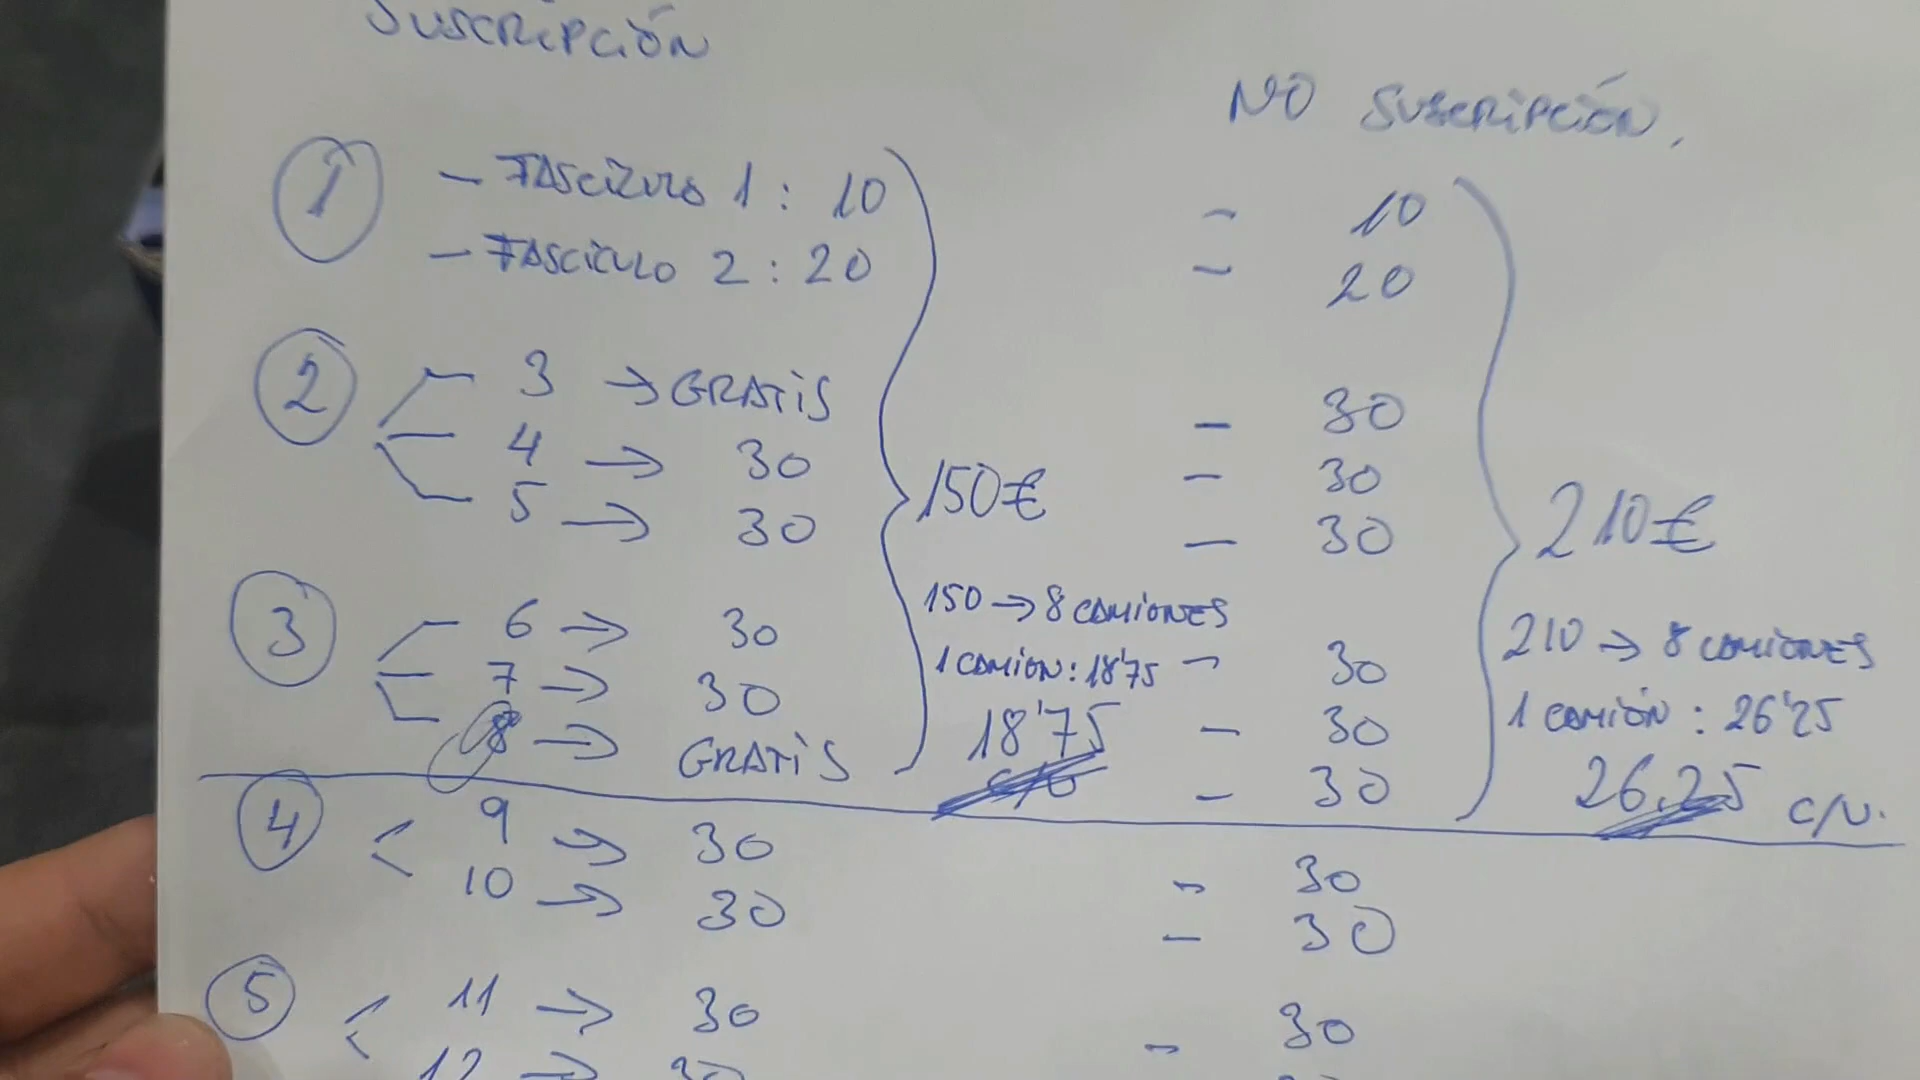 SUSCRIPCIÓN
NO SUSCRIPCIÓN.
1 - FASCÍCULO 1 : 10 - 10
- FASCICULO 2 : 20 - 20
2 - 3 → GRATIS - 30
- 4 → 30 - 30
5 → 30 - 30
150€
210€
3 - 6 → 30 - 30
- 7 → 30 - 30
8 → GRATIS - 30
150 → 8 CAMIONES
1 CAMIÓN : 18'75
18'75
210 → 8 CAMIONES
1 CAMIÓN : 26'25
26.25 C/U.
4 < 9 → 30 - 30
10 → 30 - 30
5 < 11 → 30 - 30
12 → 30